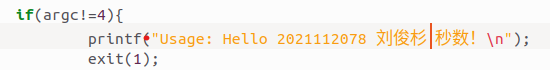 if(argc!=4){
printf("Usage: Hello 2021112078 刘俊杉 秒数! \n");
exit(1);